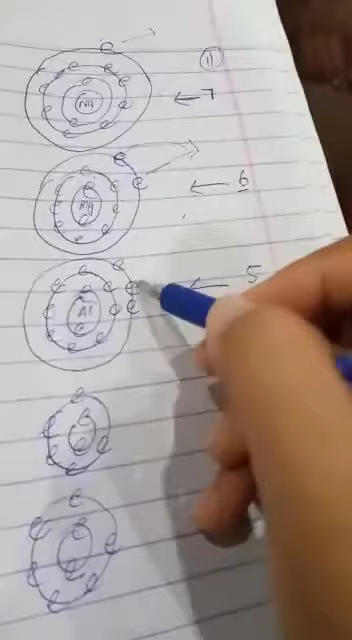 e
11
e e e e Na e e e e e e
7
e
e e e e Mg e e e e e e
6
e
e e e e Al e e e e e e
5
e e
e
e e e e e e
e
e e e e e e e